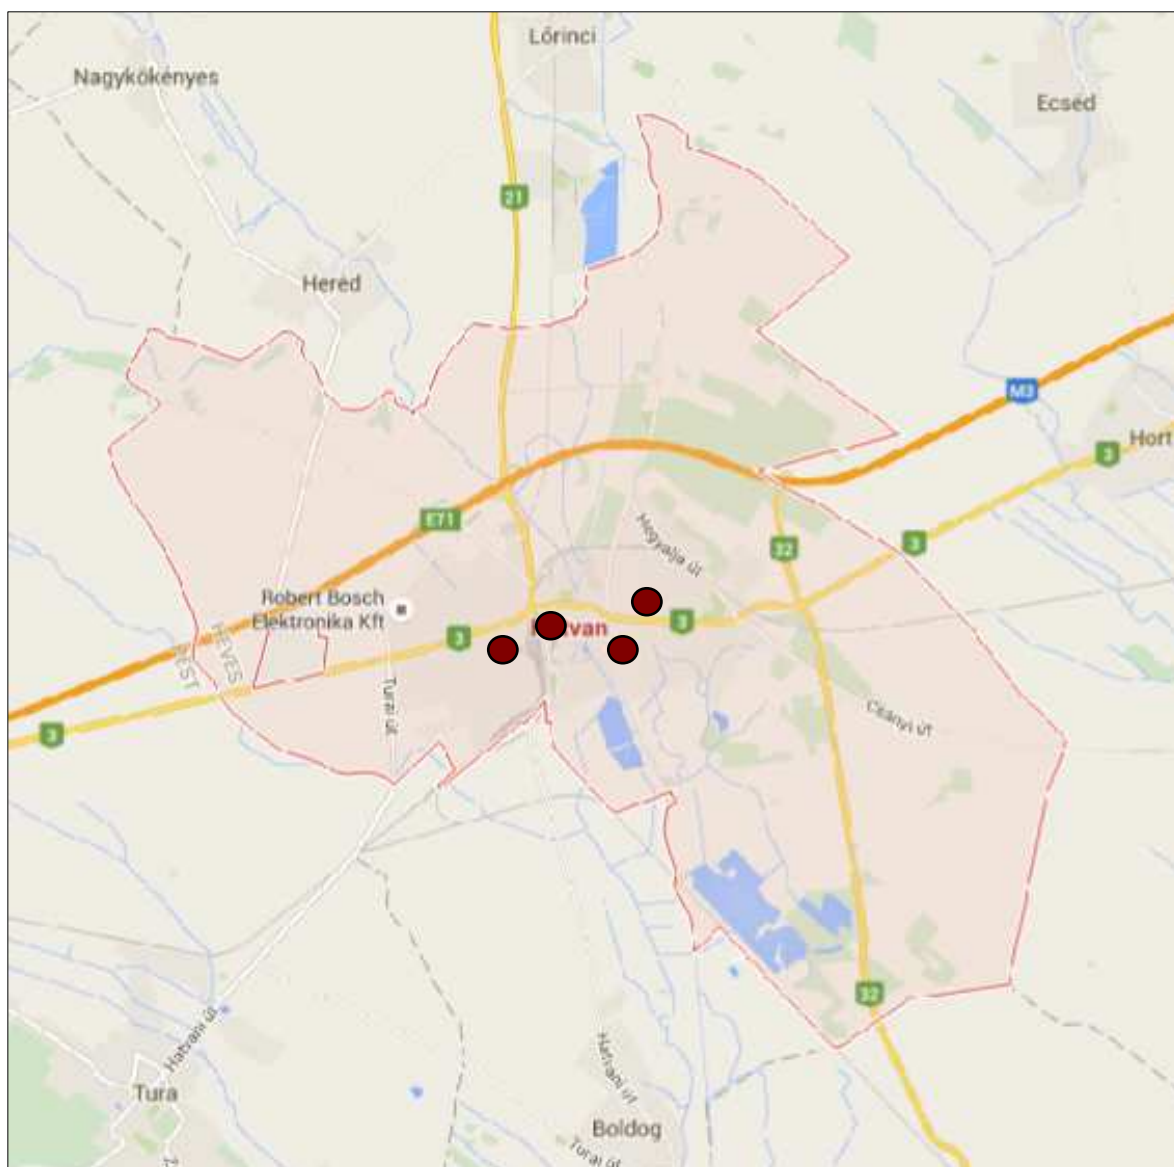 Lőrinci
Nagykökényes
Ecséd
21
Heréd
M3
Hort
3
E71
Hegyalja út
32
3
Robert Bosch
Elektronika Kft
3
3
HEVES
PEST
Turai út
Csányi út
3
32
Hatvani út
Hatvani út
Tura
Boldog
Turai út